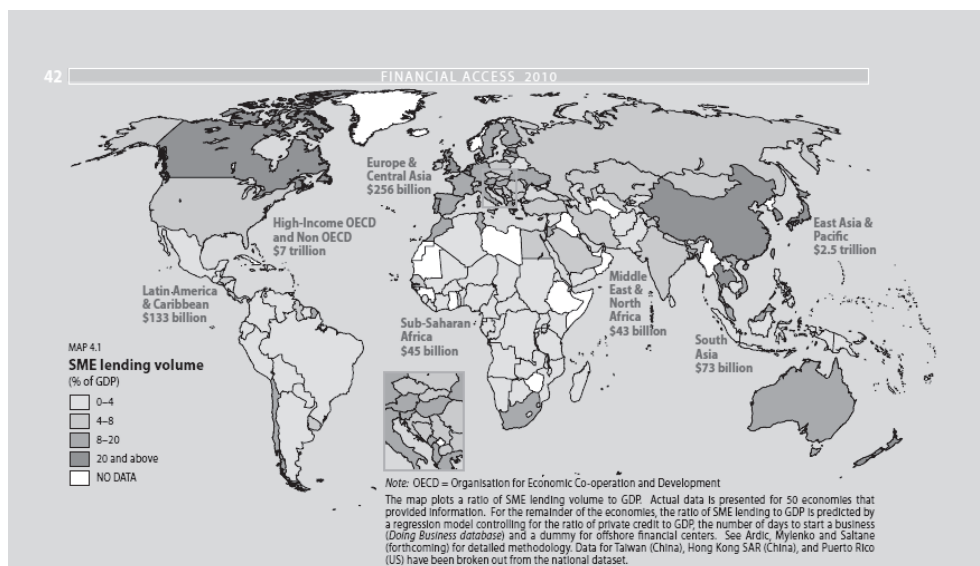 42
FINANCIAL ACCESS 2010
Europe &
Central Asia
$256 billion
High-Income OECD
and Non OECD
$7 trillion
East Asia &
Pacific
$2.5 trillion
Latin America
& Caribbean
$133 billion
Middle
East &
North
Africa
$43 billion
Sub-Saharan
Africa
$45 billion
South
Asia
$73 billion
MAP 4.1
SME lending volume
(% of GDP)
0–4
4–8
8–20
20 and above
NO DATA
Note: OECD = Organisation for Economic Co-operation and Development
The map plots a ratio of SME lending volume to GDP. Actual data is presented for 50 economies that
provided information. For the remainder of the economies, the ratio of SME lending to GDP is predicted by
a regression model controlling for the ratio of private credit to GDP, the number of days to start a business
(Doing Business database) and a dummy for offshore financial centers. See Ardic, Mylenko and Saltane
(forthcoming) for detailed methodology. Data for Taiwan (China), Hong Kong SAR (China), and Puerto Rico
(US) have been broken out from the national dataset.